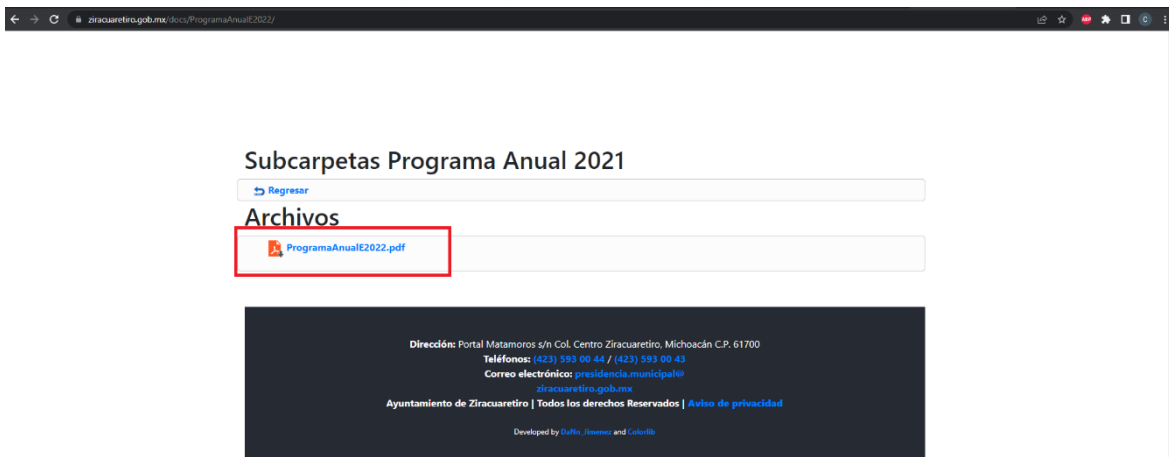 ziracuaretiro.gob.mx/docs/ProgramaAnualE2022/
ABP
C
Subcarpetas Programa Anual 2021
Regresar
Archivos
ProgramaAnualE2022.pdf
Dirección: Portal Matamoros s/n Col. Centro Ziracuaretiro, Michoacán C.P. 61700
Teléfonos: (423) 593 00 44 / (423) 593 00 43
Correo electrónico: presidencia.municipal@
ziracuaretiro.gob.mx
Ayuntamiento de Ziracuaretiro | Todos los derechos Reservados | Aviso de privacidad
Developed by DaNn_Jimenez and Colorlib